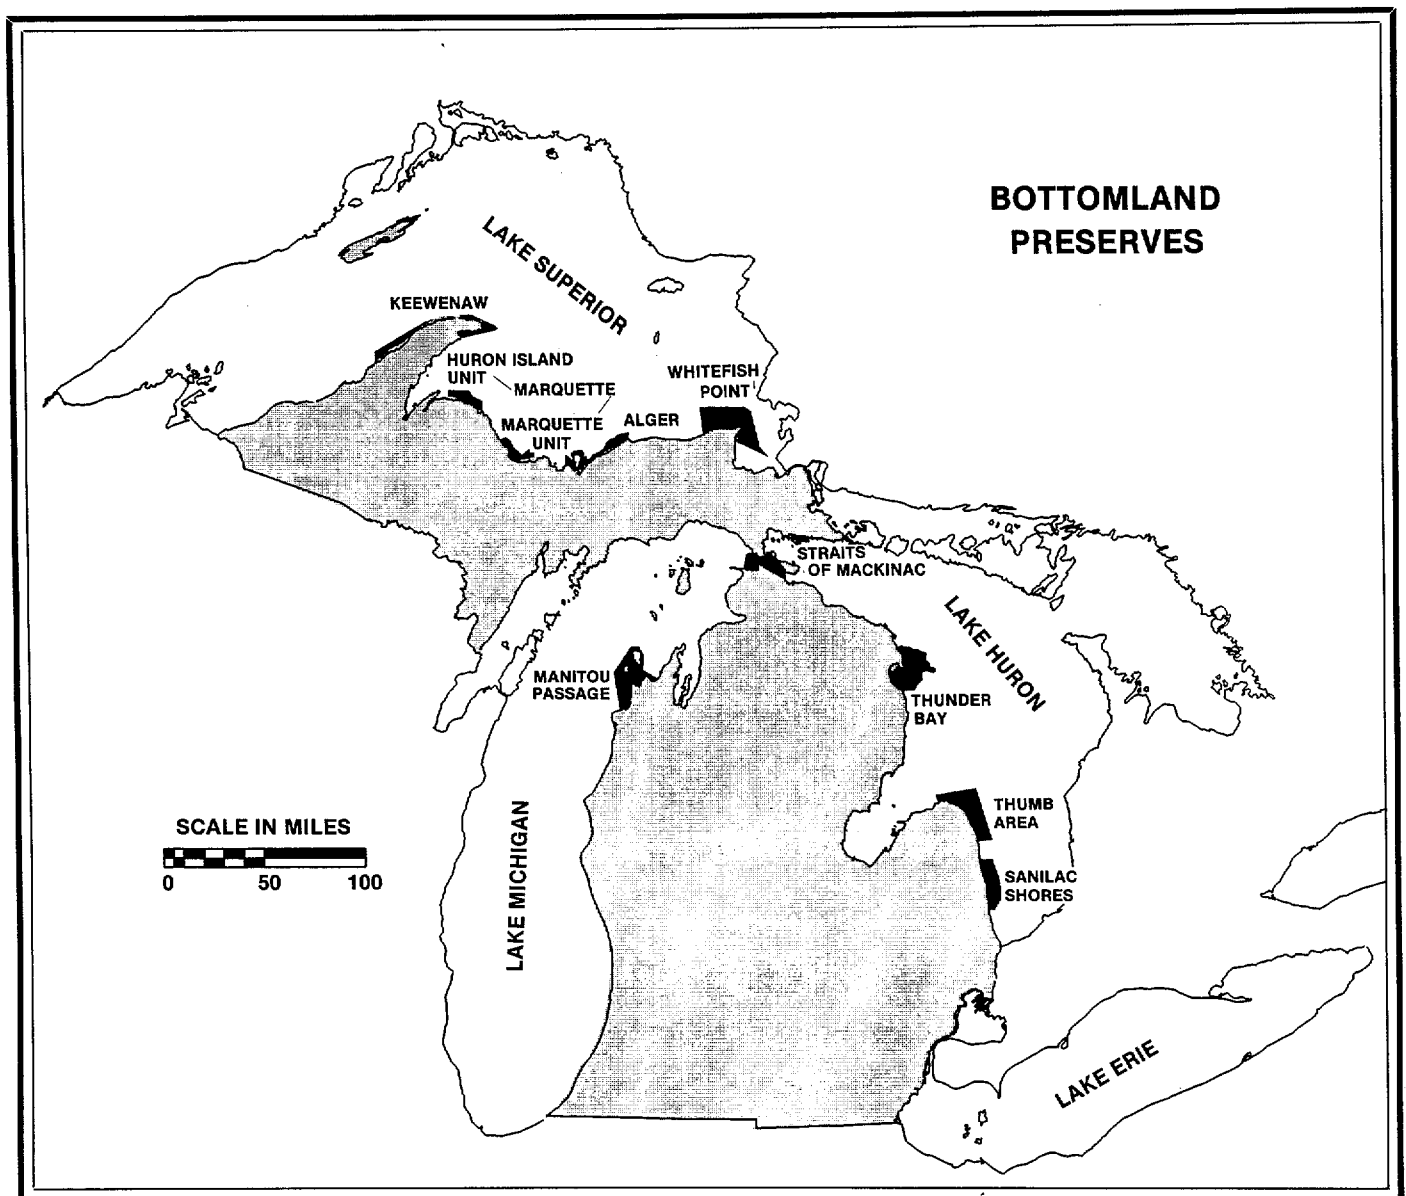 BOTTOMLAND
PRESERVES
LAKE SUPERIOR
KEEWENAW
HURON ISLAND
UNIT
MARQUETTE
MARQUETTE
UNIT
ALGER
WHITEFISH
POINT
STRAITS
OF MACKINAC
LAKE HURON
MANITOU
PASSAGE
THUNDER
BAY
THUMB
AREA
SANILAC
SHORES
SCALE IN MILES
0 50 100
LAKE MICHIGAN
LAKE ERIE